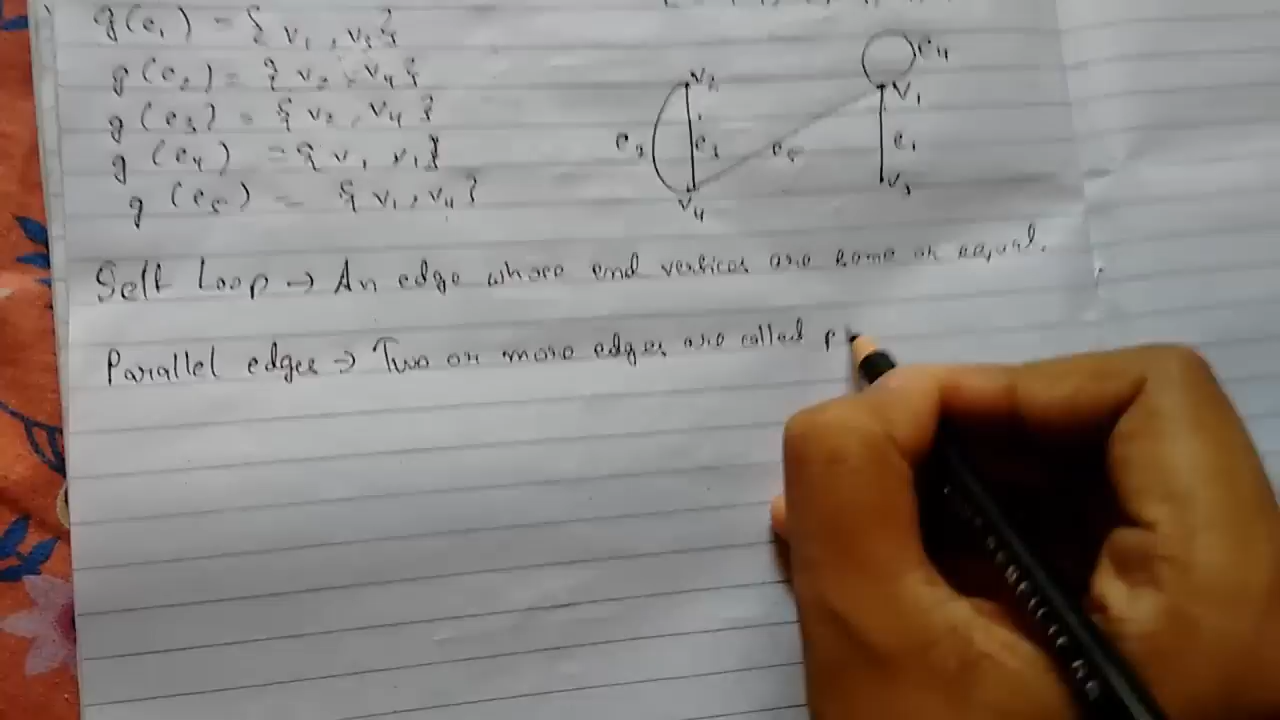 g(e₁) = { v₁, v₃}
g(e₂) = { v₂, v₄ }
g(e₃) = { v₂, v₄ }
g(e₄) = { v₁ v₁}
g(e₅) = { v₁, v₄ }
e₄
v₂
v₁
e₃
e₅
e₁
v₃
v₄
Self Loop → An edge whose end vertices are same or equal.
Parallel edges → Two or more edges are called p